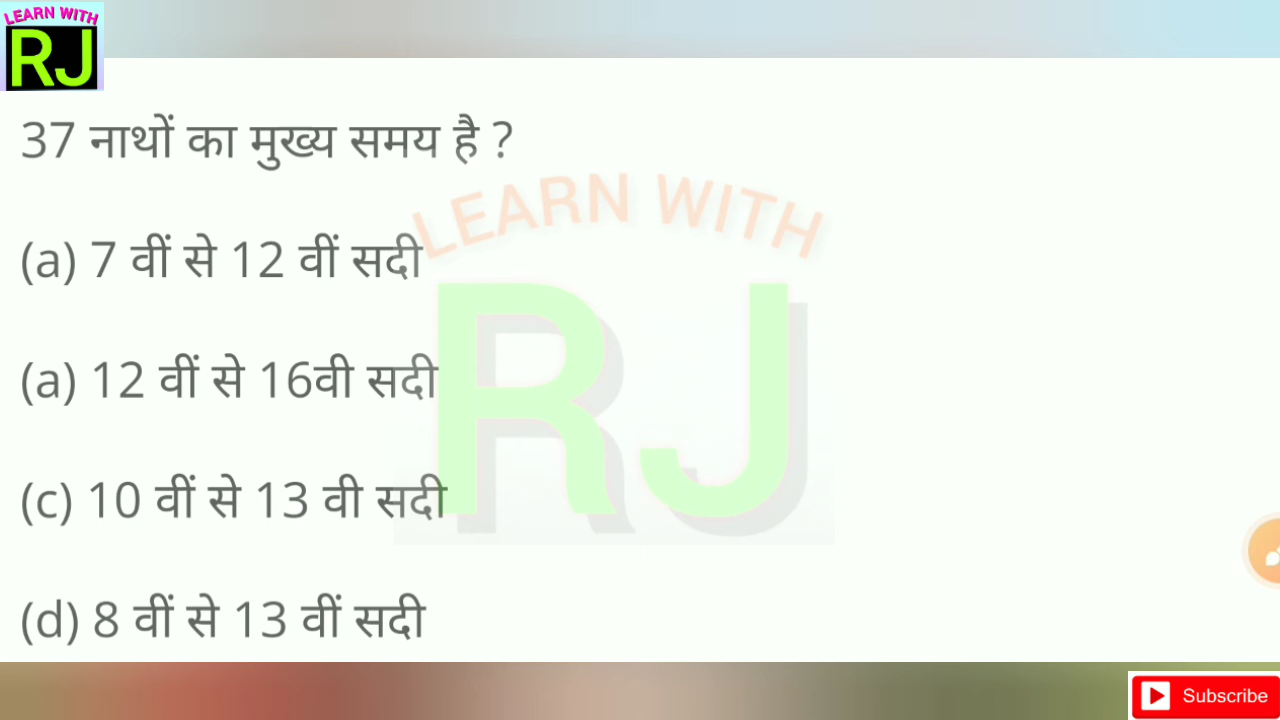 LEARN WITH
RJ
37 नाथों का मुख्य समय है ?
LEARN WITH
(a) 7 वीं से 12 वीं सदी
RJ
(a) 12 वीं से 16वी सदी
(c) 10 वीं से 13 वी सदी
(d) 8 वीं से 13 वीं सदी
Subscribe